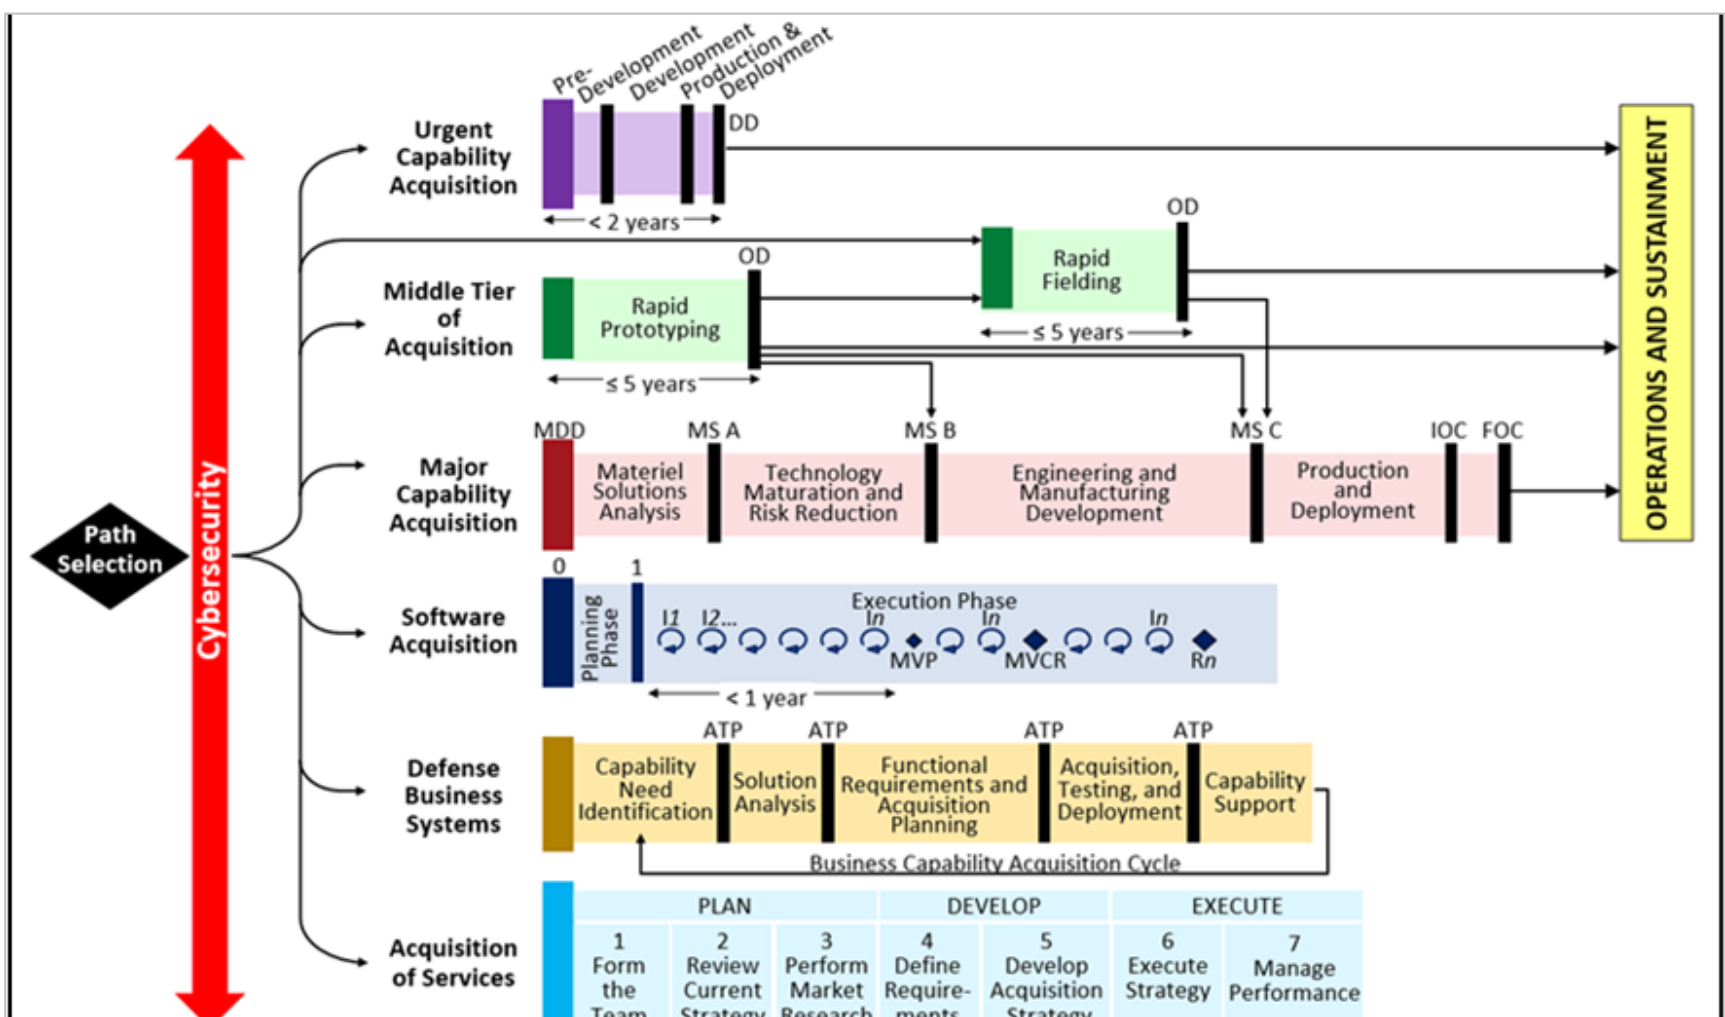 Pre-
Development
Development
Production &
Deployment
Urgent
Capability
Acquisition
DD
< 2 years
OD
Rapid
Fielding
≤ 5 years
Middle Tier
of
Acquisition
OD
Rapid
Prototyping
≤ 5 years
OPERATIONS AND SUSTAINMENT
Path
Selection
Cybersecurity
MDD
MS A
MS B
MS C
IOC
FOC
Major
Capability
Acquisition
Materiel
Solutions
Analysis
Technology
Maturation and
Risk Reduction
Engineering and
Manufacturing
Development
Production
and
Deployment
0
1
Software
Acquisition
Planning
Phase
Execution Phase
I1
I2...
In
In
In
MVP
MVCR
Rn
< 1 year
ATP
ATP
ATP
ATP
Defense
Business
Systems
Capability
Need
Identification
Solution
Analysis
Functional
Requirements and
Acquisition
Planning
Acquisition,
Testing, and
Deployment
Capability
Support
Business Capability Acquisition Cycle
Acquisition
of Services
PLAN
DEVELOP
EXECUTE
1
Form
the
Team
2
Review
Current
Strategy
3
Perform
Market
Research
4
Define
Require-
ments
5
Develop
Acquisition
Strategy
6
Execute
Strategy
7
Manage
Performance